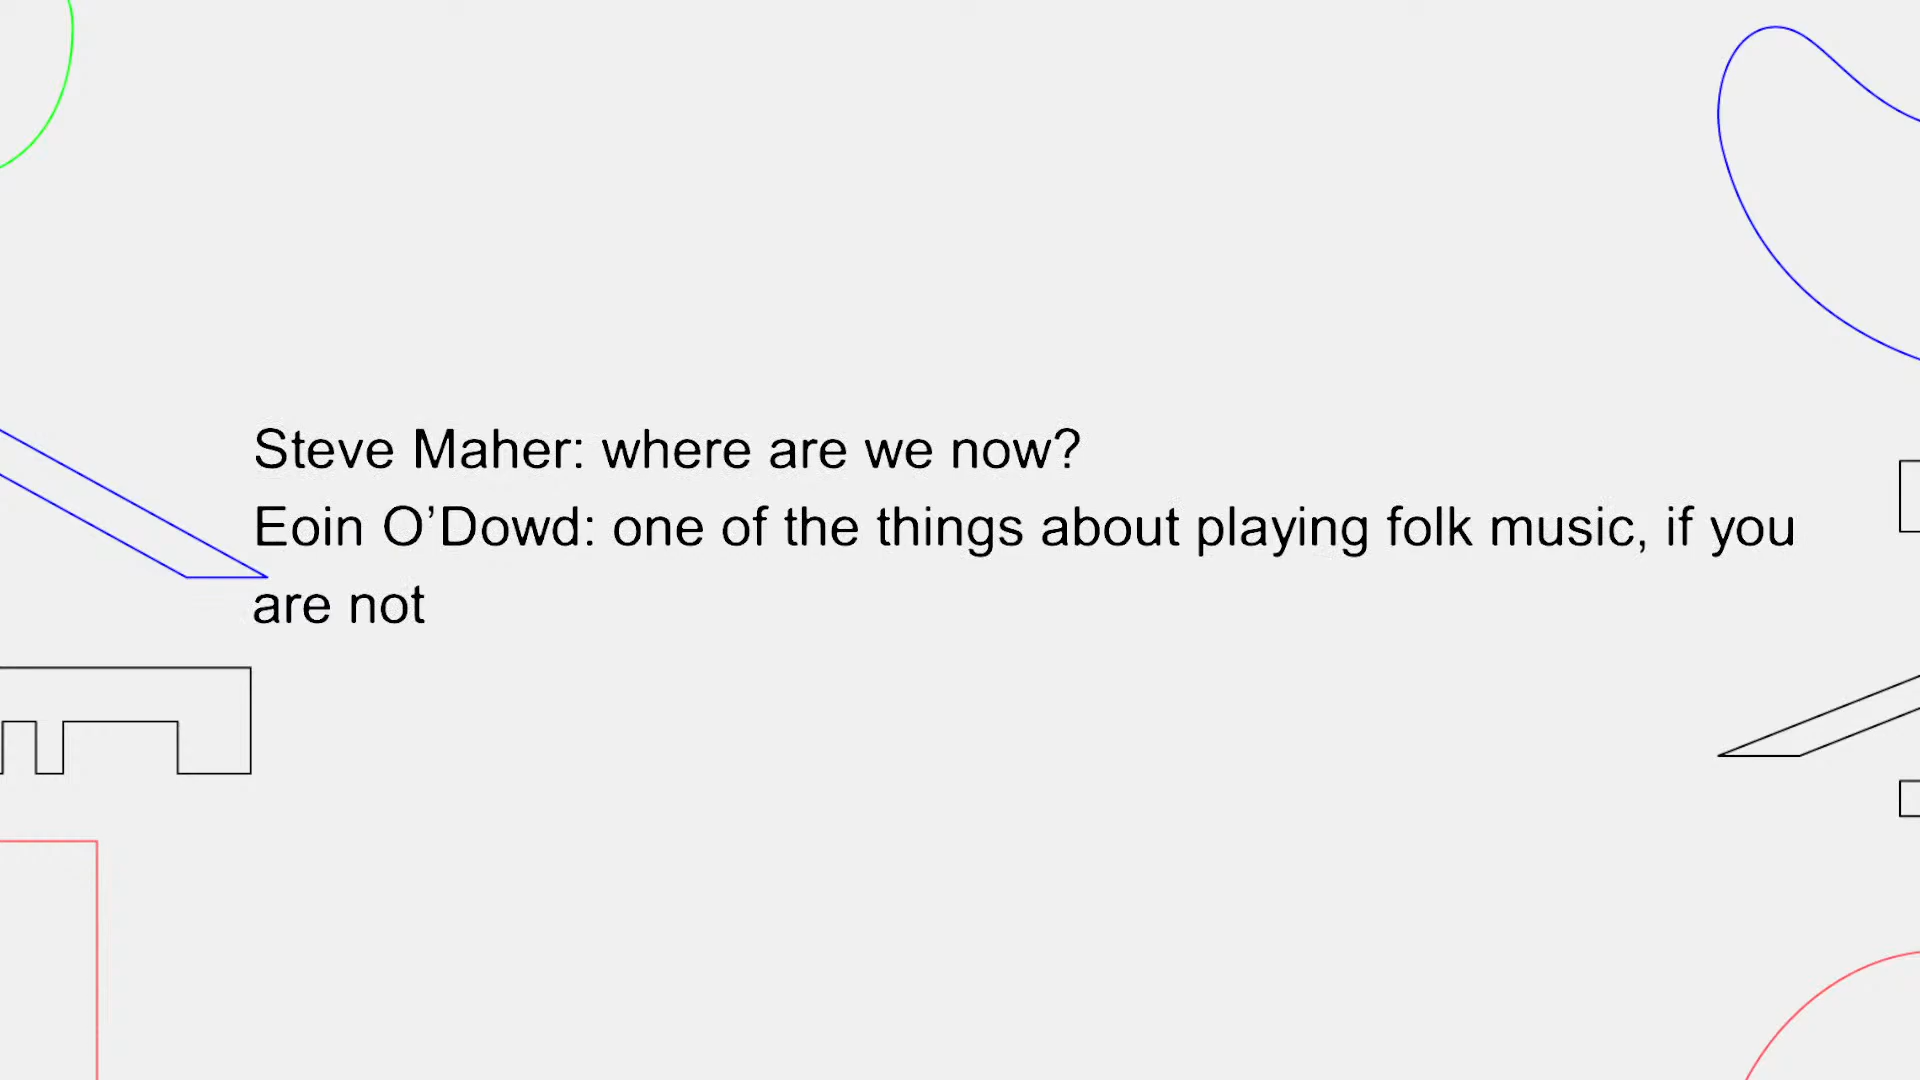 Steve Maher: where are we now?
Eoin O’Dowd: one of the things about playing folk music, if you
are not